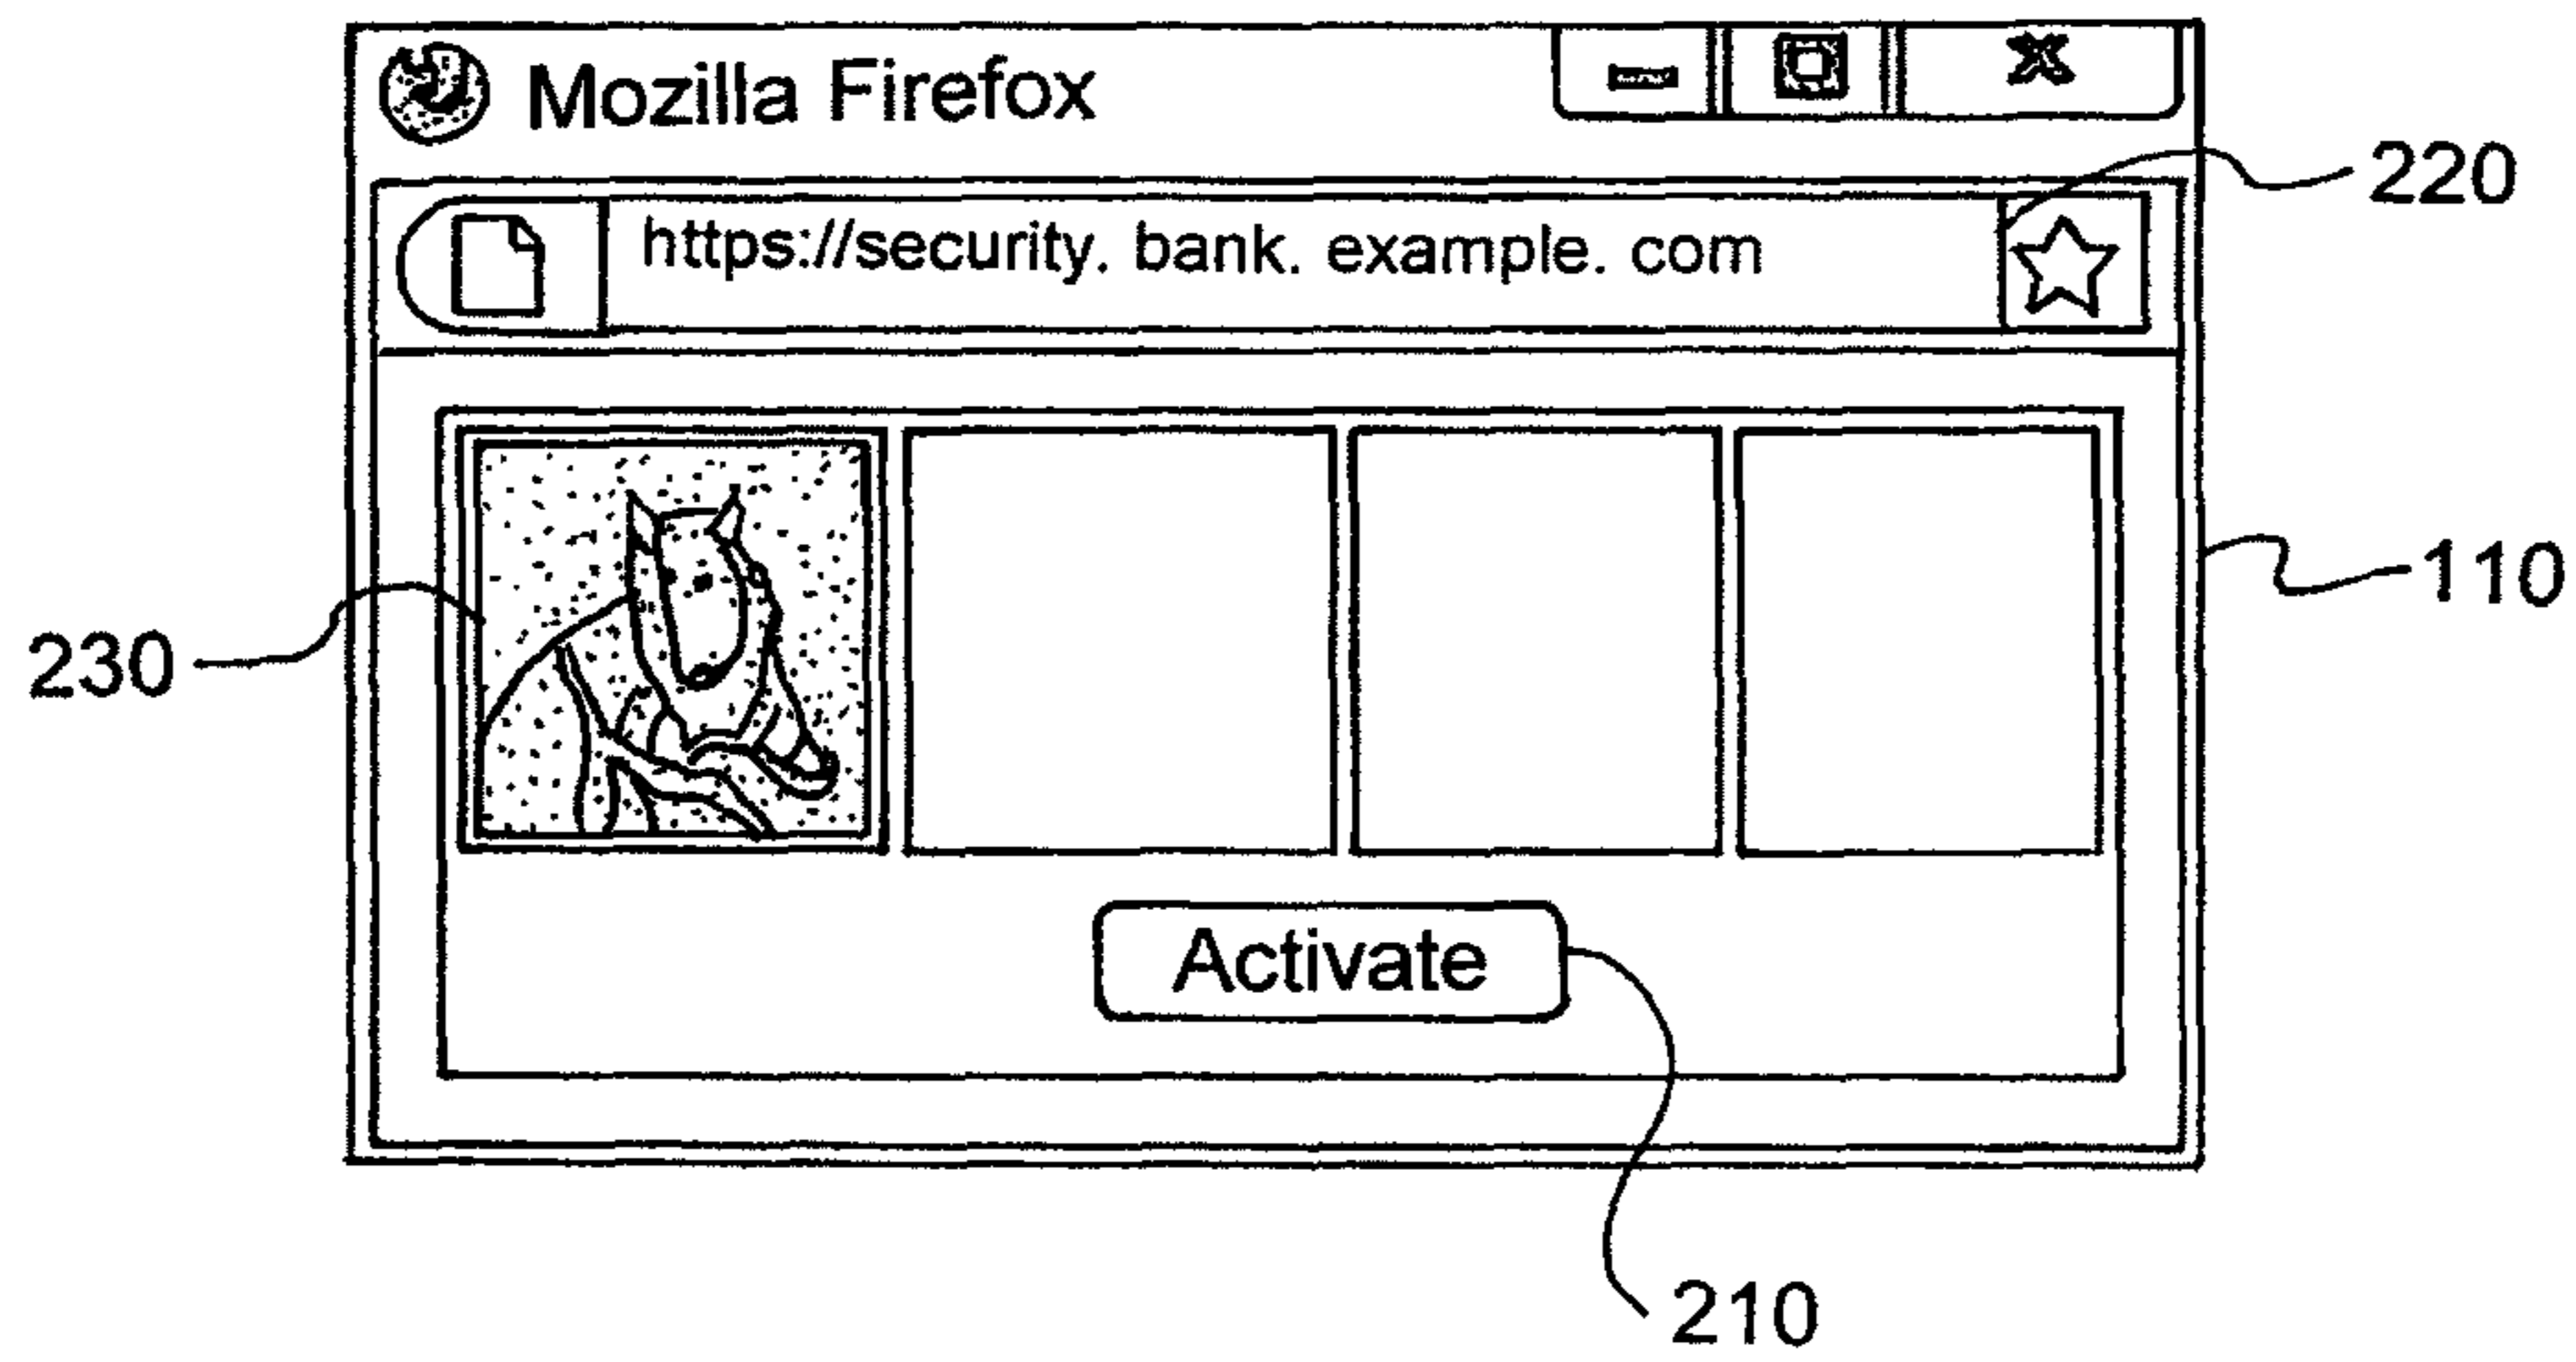 Mozilla Firefox
220
https://security. bank. example. com
110
230
Activate
210